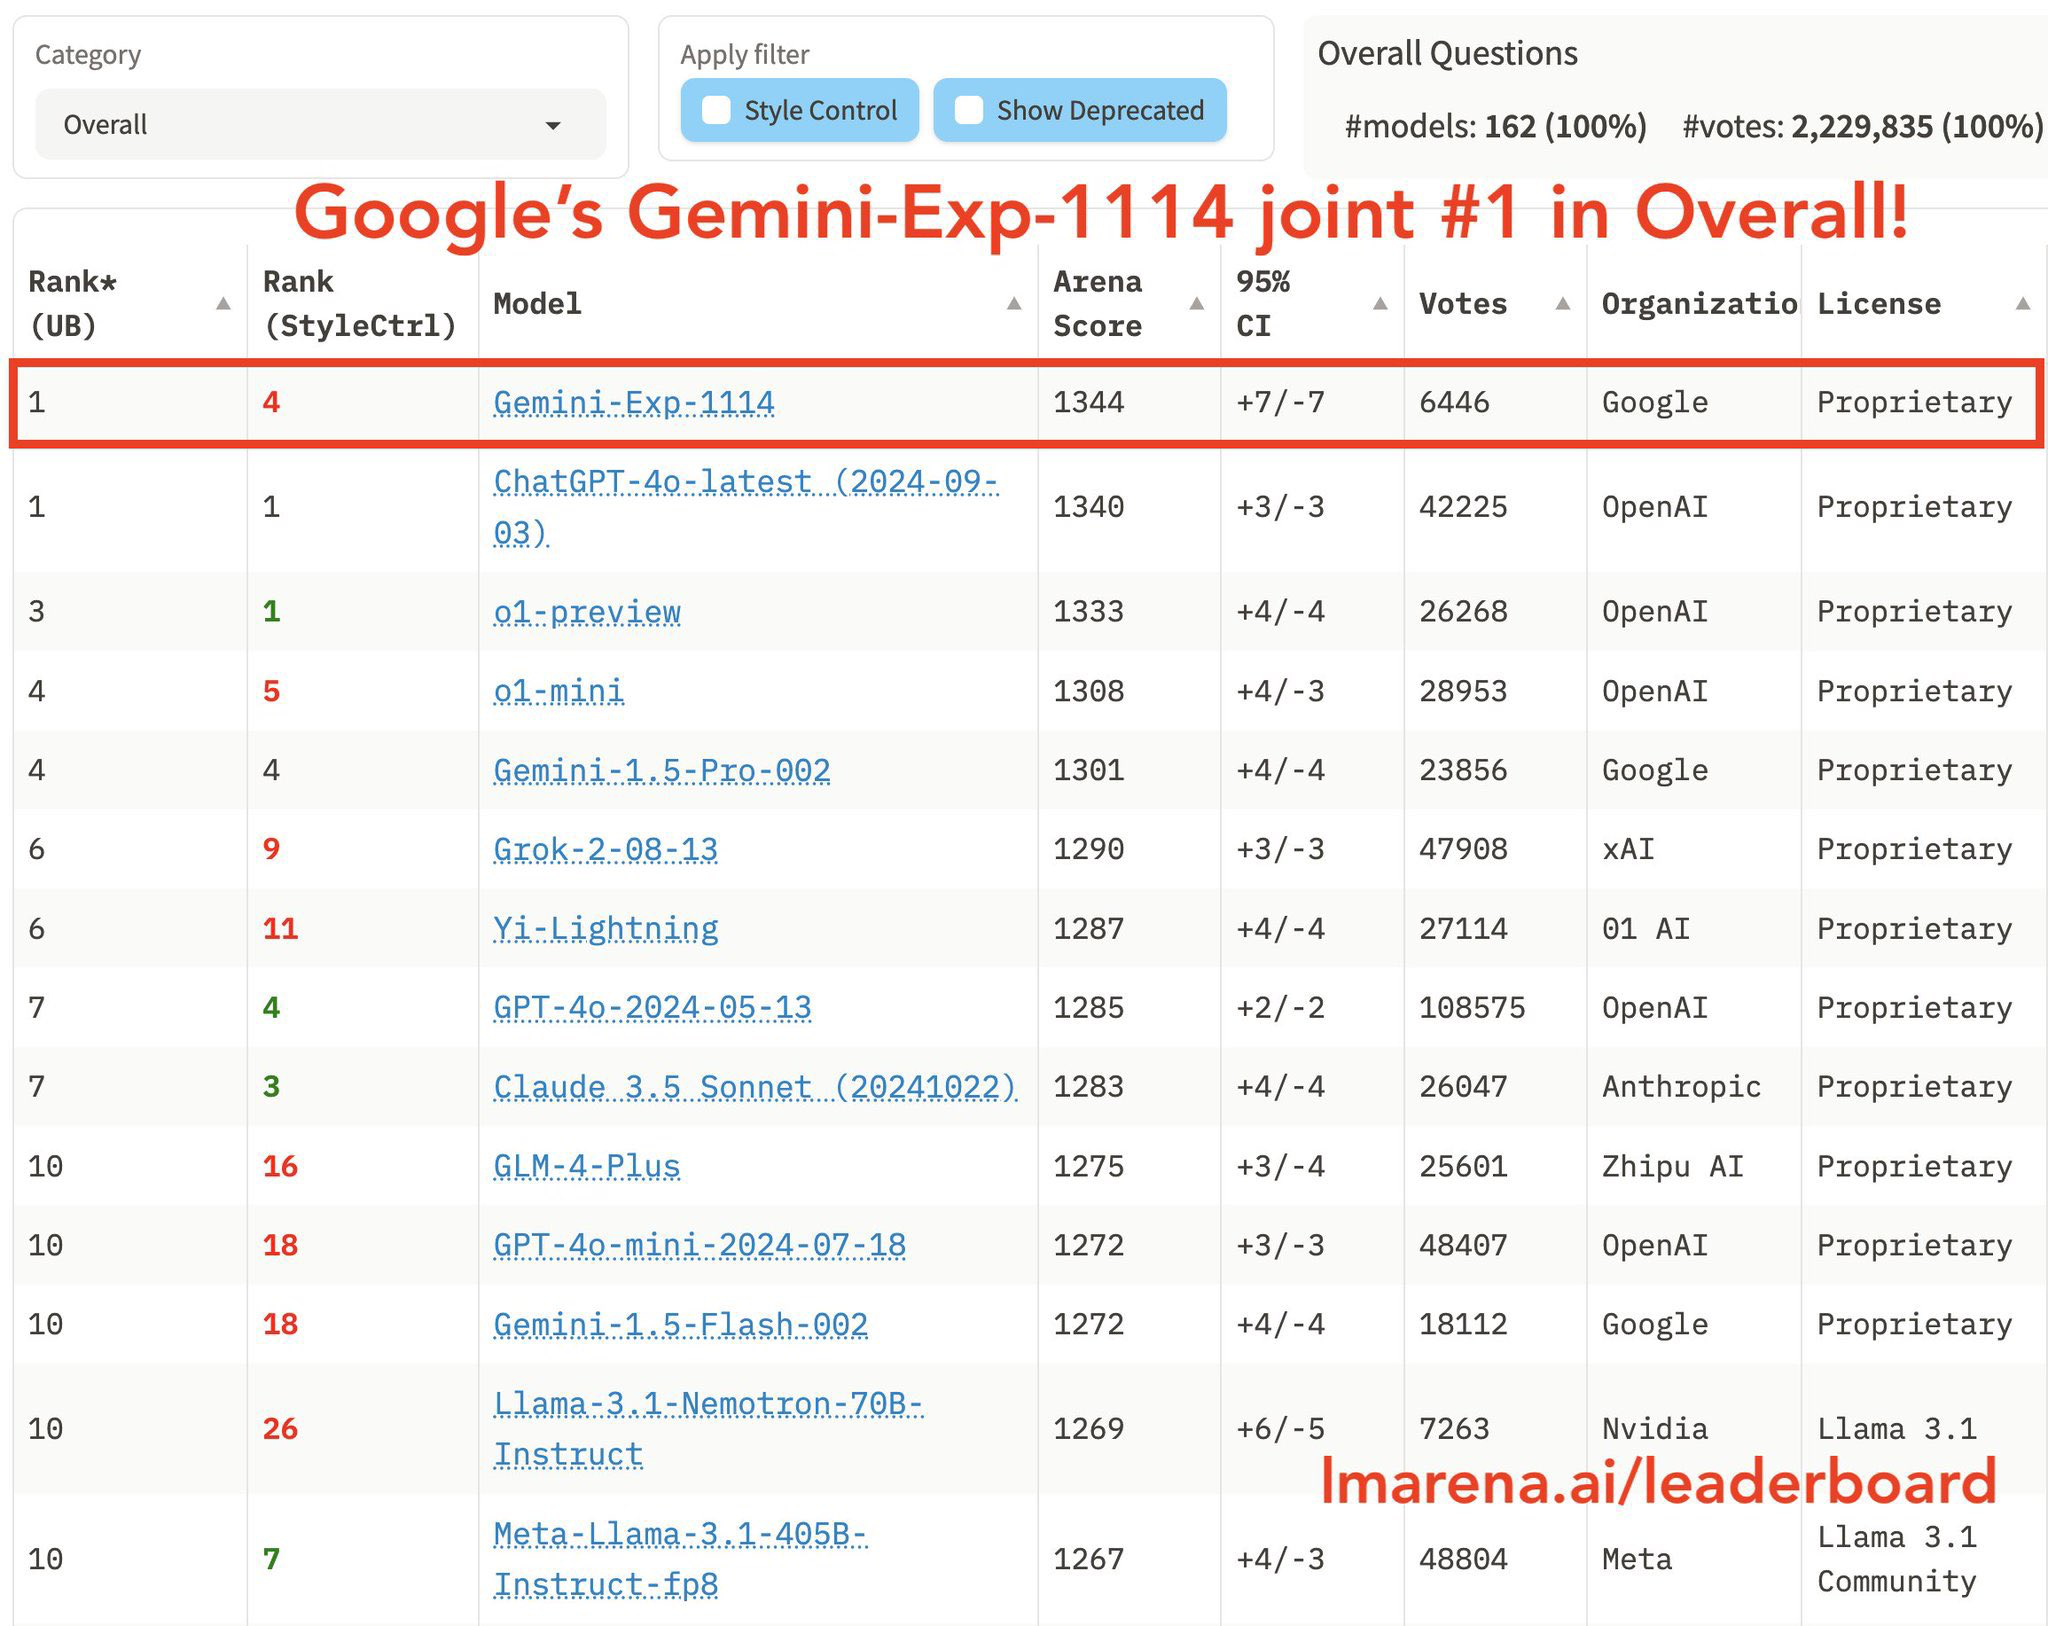 Category
Overall
Apply filter
Style Control Show Deprecated
Overall Questions
#models: 162 (100%) #votes: 2,229,835 (100%)
Google’s Gemini-Exp-1114 joint #1 in Overall!
Rank* (UB) Rank (StyleCtrl) Model Arena Score 95% CI Votes Organizatio License
1 4 Gemini-Exp-1114 1344 +7/-7 6446 Google Proprietary
1 1 ChatGPT-4o-latest (2024-09-03) 1340 +3/-3 42225 OpenAI Proprietary
3 1 o1-preview 1333 +4/-4 26268 OpenAI Proprietary
4 5 o1-mini 1308 +4/-3 28953 OpenAI Proprietary
4 4 Gemini-1.5-Pro-002 1301 +4/-4 23856 Google Proprietary
6 9 Grok-2-08-13 1290 +3/-3 47908 xAI Proprietary
6 11 Yi-Lightning 1287 +4/-4 27114 01 AI Proprietary
7 4 GPT-4o-2024-05-13 1285 +2/-2 108575 OpenAI Proprietary
7 3 Claude 3.5 Sonnet (20241022) 1283 +4/-4 26047 Anthropic Proprietary
10 16 GLM-4-Plus 1275 +3/-4 25601 Zhipu AI Proprietary
10 18 GPT-4o-mini-2024-07-18 1272 +3/-3 48407 OpenAI Proprietary
10 18 Gemini-1.5-Flash-002 1272 +4/-4 18112 Google Proprietary
10 26 Llama-3.1-Nemotron-70B-Instruct 1269 +6/-5 7263 Nvidia Llama 3.1
lmarena.ai/leaderboard
10 7 Meta-Llama-3.1-405B-Instruct-fp8 1267 +4/-3 48804 Meta Llama 3.1 Community